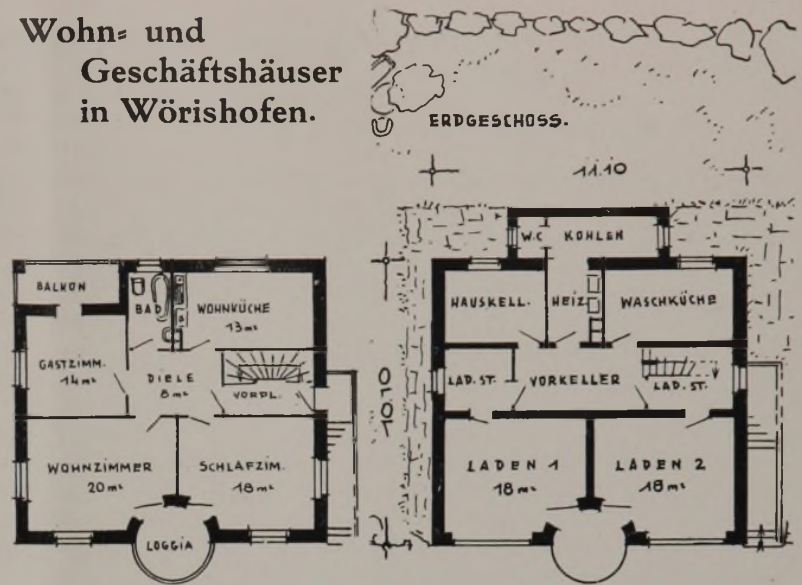 Wohn- und
Geschäftshäuser
in Wörishofen.
ERDGESCHOSS.
11.10
10.10
BALKON
BAD
WOHNKÜCHE
13 m²
GASTZIMM.
14 m²
DIELE
8 m²
VORPL.
WOHNZIMMER
20 m²
SCHLAFZIM.
18 m²
LOGGIA
W.C
KOHLEN
HAUSKELL.
HEIZ
WASCHKÜCHE
LAD. ST.
VORKELLER
LAD. ST.
LADEN 1
18 m²
LADEN 2
18 m²